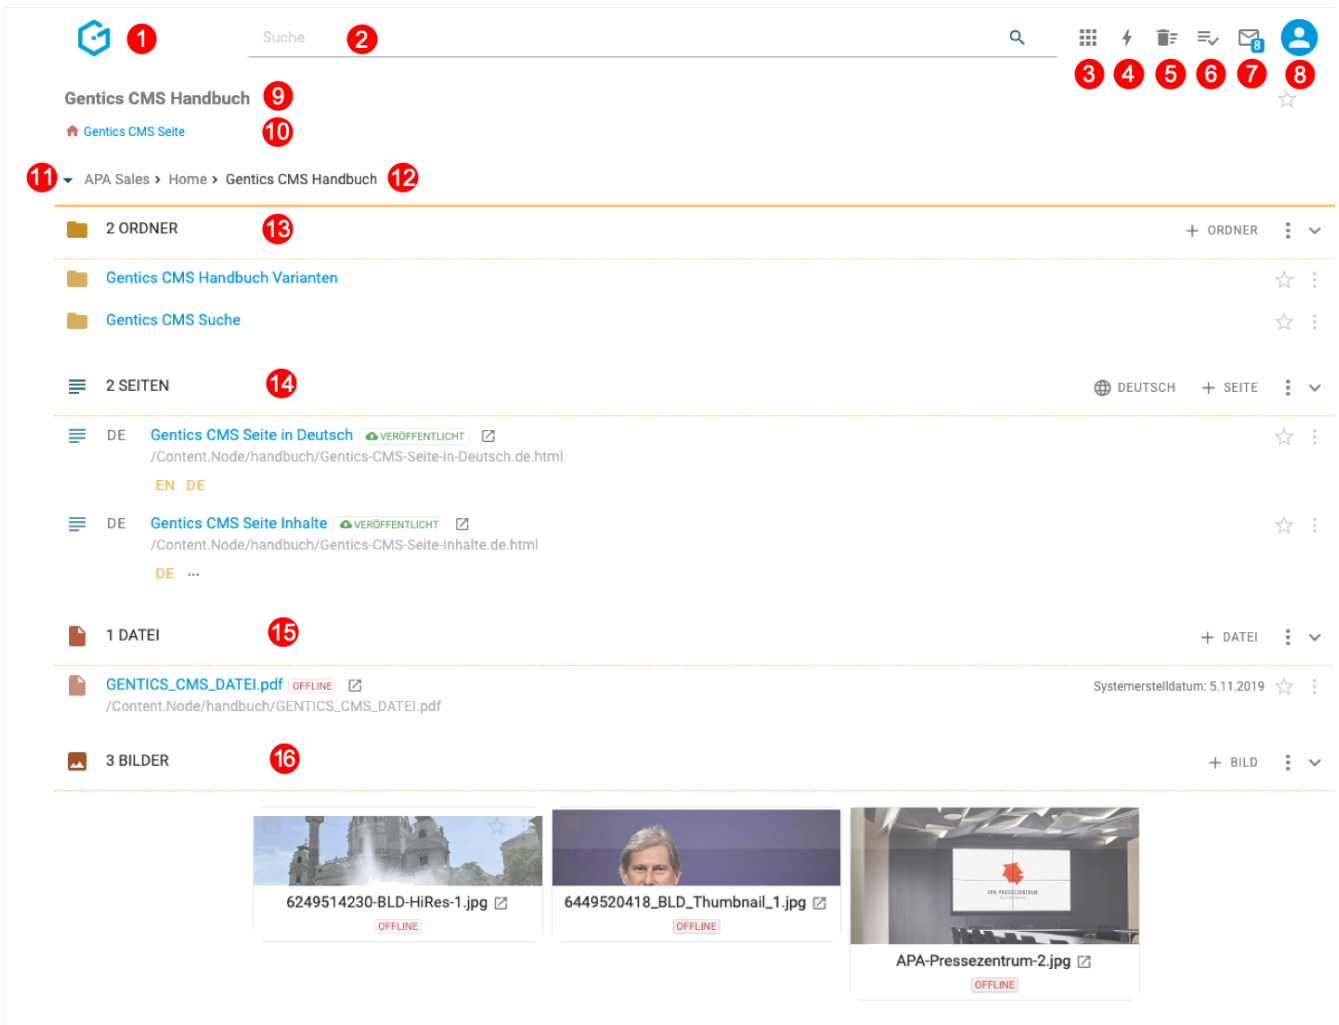 1 Suche 2
8
3 4 5 6 7 8
Gentics CMS Handbuch 9
Gentics CMS Seite 10
11 APA Sales > Home > Gentics CMS Handbuch 12
2 ORDNER 13 + ORDNER
Gentics CMS Handbuch Varianten
Gentics CMS Suche
2 SEITEN 14 DEUTSCH + SEITE
DE Gentics CMS Seite in Deutsch VERÖFFENTLICHT
/Content.Node/handbuch/Gentics-CMS-Seite-in-Deutsch.de.html
EN DE
DE Gentics CMS Seite Inhalte VERÖFFENTLICHT
/Content.Node/handbuch/Gentics-CMS-Seite-Inhalte.de.html
DE ...
1 DATEI 15 + DATEI
GENTICS_CMS_DATEI.pdf OFFLINE Systemerstelldatum: 5.11.2019
/Content.Node/handbuch/GENTICS_CMS_DATEI.pdf
3 BILDER 16 + BILD
APA-PRESSEZENTRUM
6249514230-BLD-HiRes-1.jpg 6449520418_BLD_Thumbnail_1.jpg
OFFLINE OFFLINE
APA-Pressezentrum-2.jpg
OFFLINE